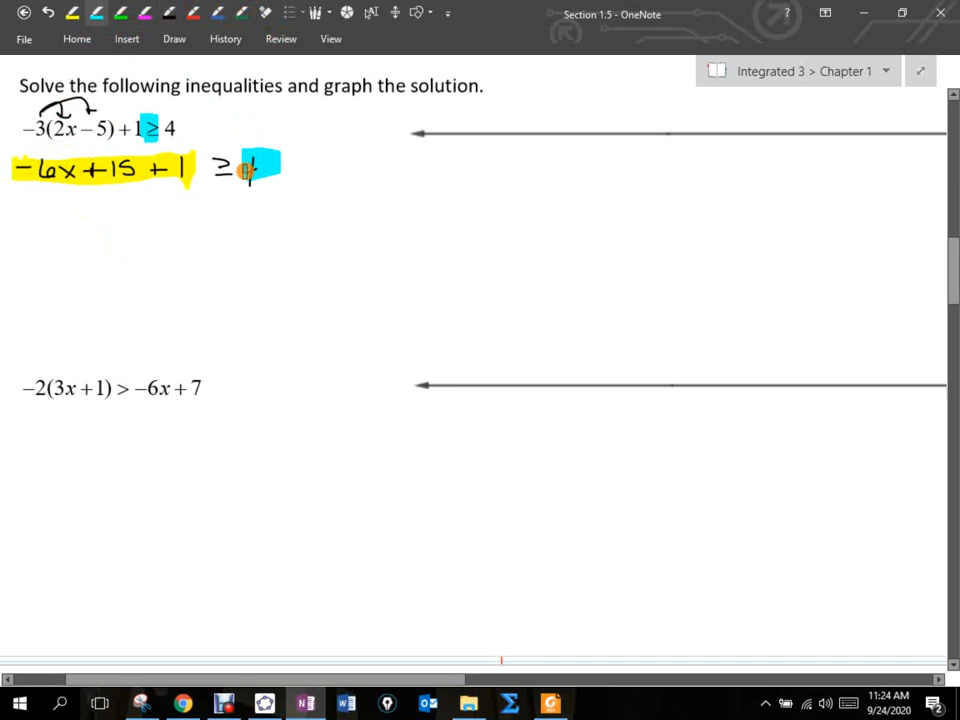 Section 1.5 - OneNote
?
File Home Insert Draw History Review View
Integrated 3 > Chapter 1
Solve the following inequalities and graph the solution.
−3(2x − 5) + 1 ≥ 4
−6x + 15 + 1 ≥ 4
−2(3x + 1) > −6x + 7
11:24 AM
9/24/2020
2